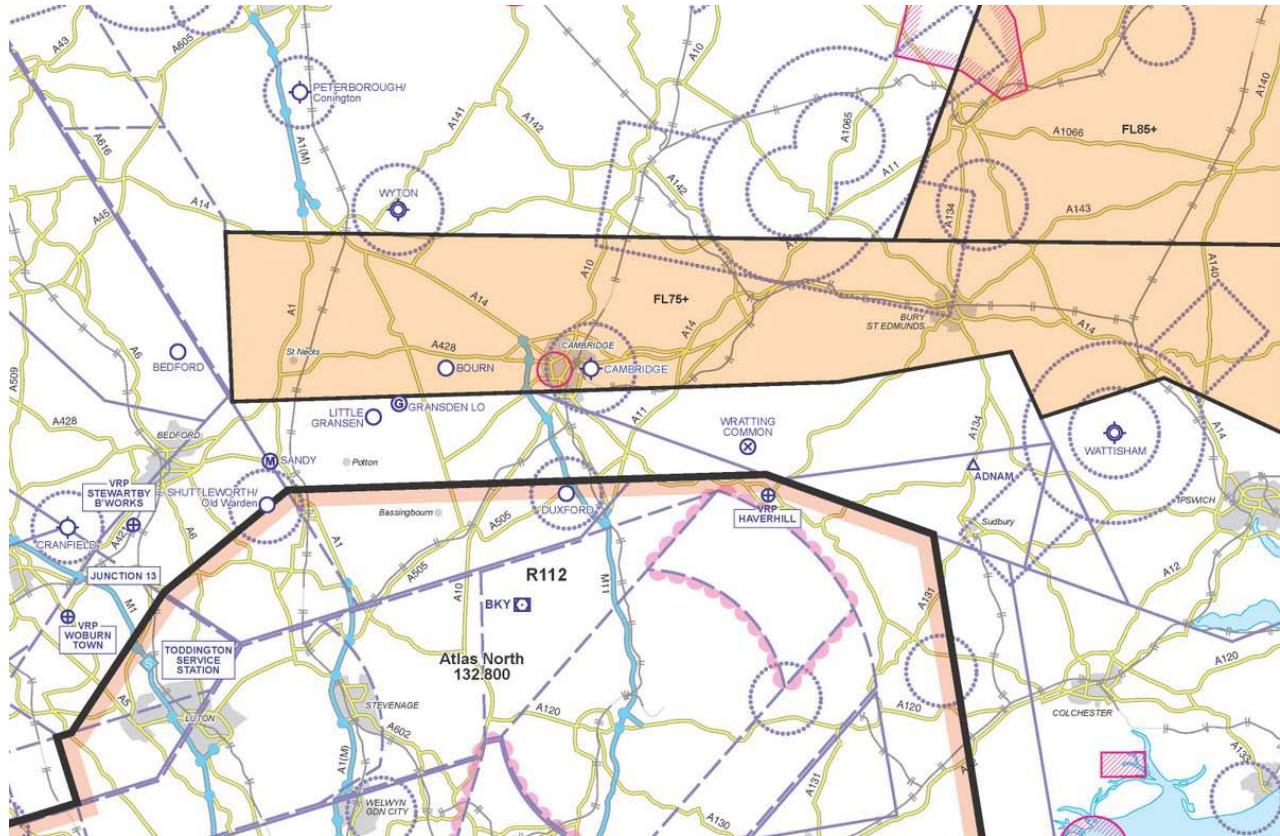 A43
A605
A10
PETERBOROUGH/
Conington
A140
A141
A142
A1(M)
A1065
A1066
FL85+
A616
A45
A11
A142
WYTON
A14
A134
A143
A10
A140
A1
A14
FL75+
BURY
ST EDMUNDS
A14
A14
A6
St Neots
A428
CAMBRIDGE
BEDFORD
BOURN
CAMBRIDGE
A509
LITTLE
GRANSEN
G
GRANSDEN LO
A11
A134
A428
BEDFORD
WRATTING
COMMON
WATTISHAM
A14
M
SANDY
Potton
ADNAM
VRP
STEWARTBY
B'WORKS
SHUTTLEWORTH/
Old Warden
DUXFORD
VRP
HAVERHILL
IPSWICH
Bassingbourn
A505
Sudbury
CRANFIELD
A42
A6
A1
A12
JUNCTION 13
A505
R112
M11
A131
M1
A10
BKY
VRP
WOBURN
TOWN
TODDINGTON
SERVICE
STATION
S
Atlas North
132.800
A120
A5
LUTON
STEVENAGE
A120
A120
COLCHESTER
A602
A1(M)
A131
A133
WELWYN
GDN CITY
A130